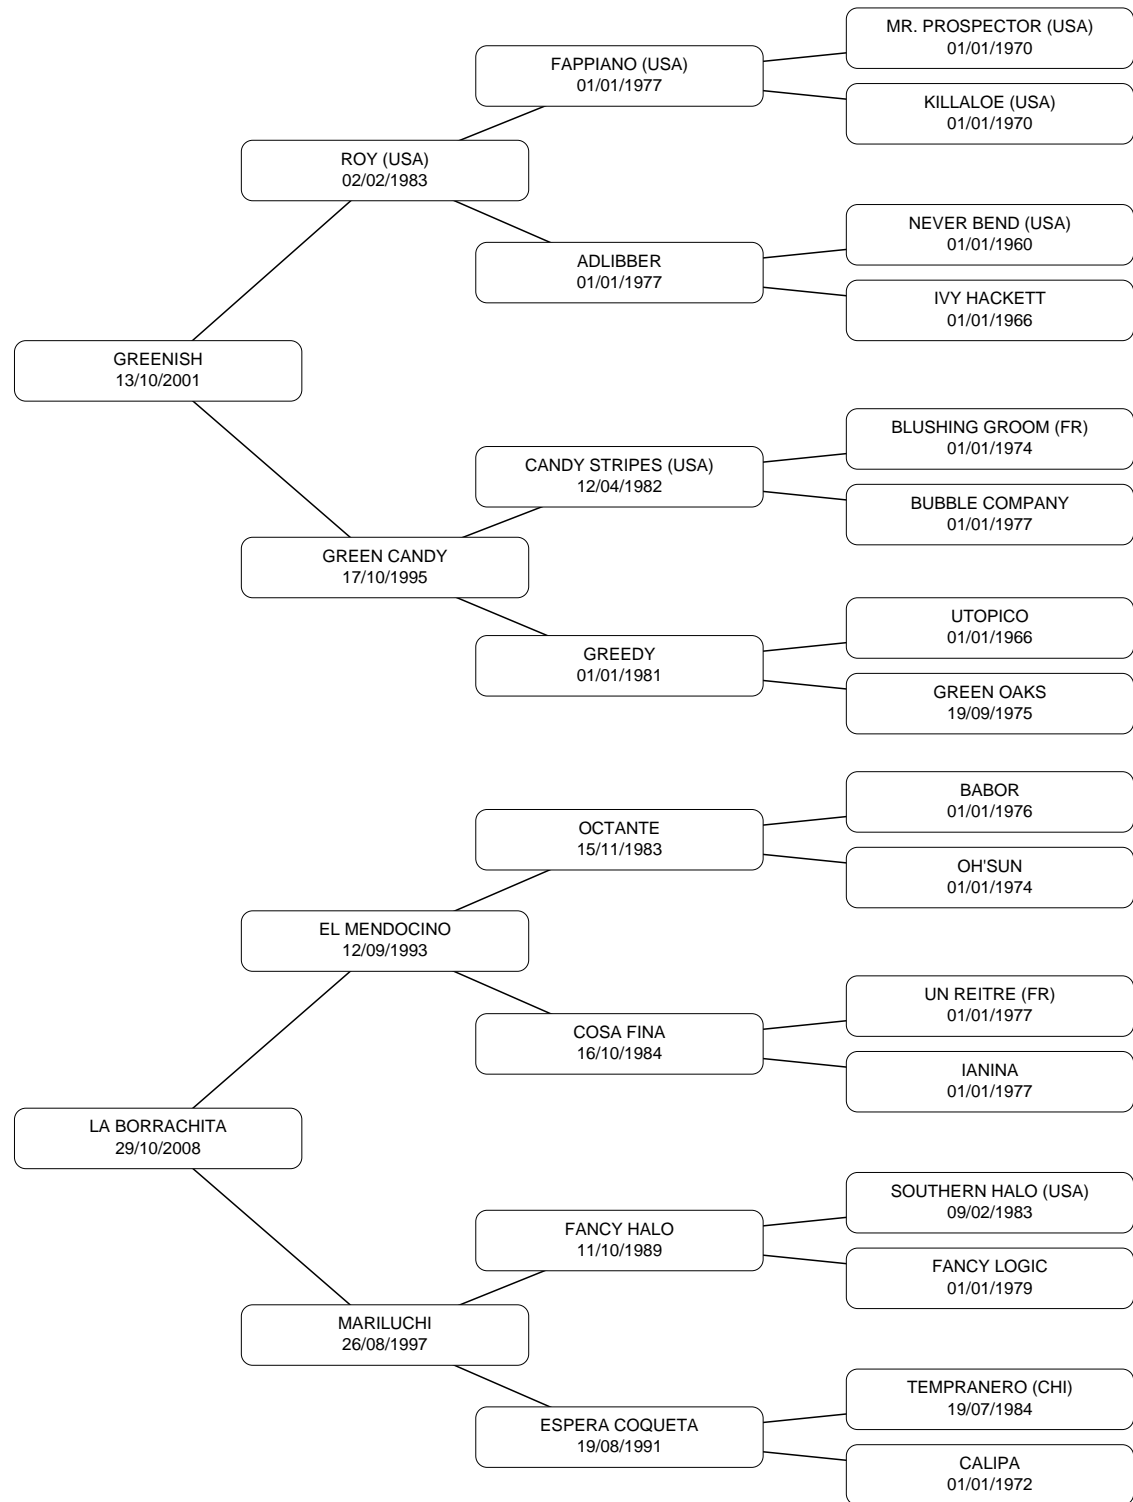 MR. PROSPECTOR (USA)
01/01/1970
FAPPIANO (USA)
01/01/1977
KILLALOE (USA)
01/01/1970
ROY (USA)
02/02/1983
NEVER BEND (USA)
01/01/1960
ADLIBBER
01/01/1977
IVY HACKETT
01/01/1966
GREENISH
13/10/2001
BLUSHING GROOM (FR)
01/01/1974
CANDY STRIPES (USA)
12/04/1982
BUBBLE COMPANY
01/01/1977
GREEN CANDY
17/10/1995
UTOPICO
01/01/1966
GREEDY
01/01/1981
GREEN OAKS
19/09/1975
BABOR
01/01/1976
OCTANTE
15/11/1983
OH'SUN
01/01/1974
EL MENDOCINO
12/09/1993
UN REITRE (FR)
01/01/1977
COSA FINA
16/10/1984
IANINA
01/01/1977
LA BORRACHITA
29/10/2008
SOUTHERN HALO (USA)
09/02/1983
FANCY HALO
11/10/1989
FANCY LOGIC
01/01/1979
MARILUCHI
26/08/1997
TEMPRANERO (CHI)
19/07/1984
ESPERA COQUETA
19/08/1991
CALIPA
01/01/1972